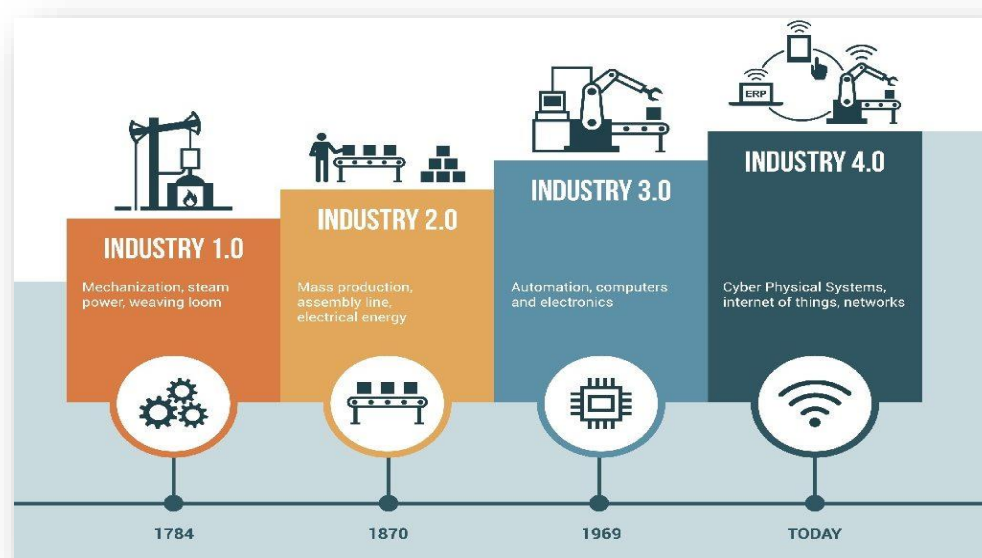 ERP
INDUSTRY 1.0
Mechanization, steam
power, weaving loom
INDUSTRY 2.0
Mass production,
assembly line,
electrical energy
INDUSTRY 3.0
Automation, computers
and electronics
INDUSTRY 4.0
Cyber Physical Systems,
internet of things, networks
1784
1870
1969
TODAY